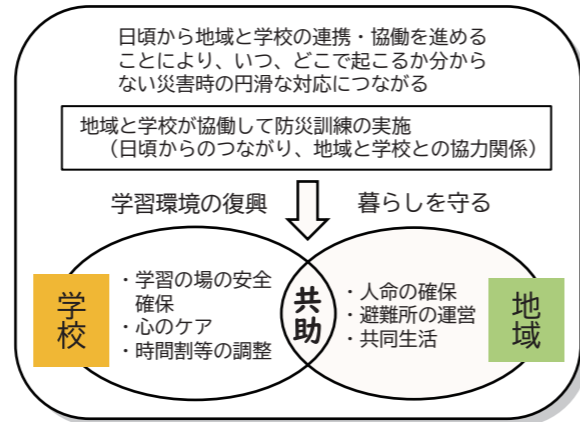 日頃から地域と学校の連携・協働を進める
ことにより、いつ、どこで起こるか分から
ない災害時の円滑な対応につながる
地域と学校が協働して防災訓練の実施
（日頃からのつながり、地域と学校との協力関係）
学習環境の復興
暮らしを守る
学校
・学習の場の安全
確保
・心のケア
・時間割等の調整
共助
・人命の確保
・避難所の運営
・共同生活
地域